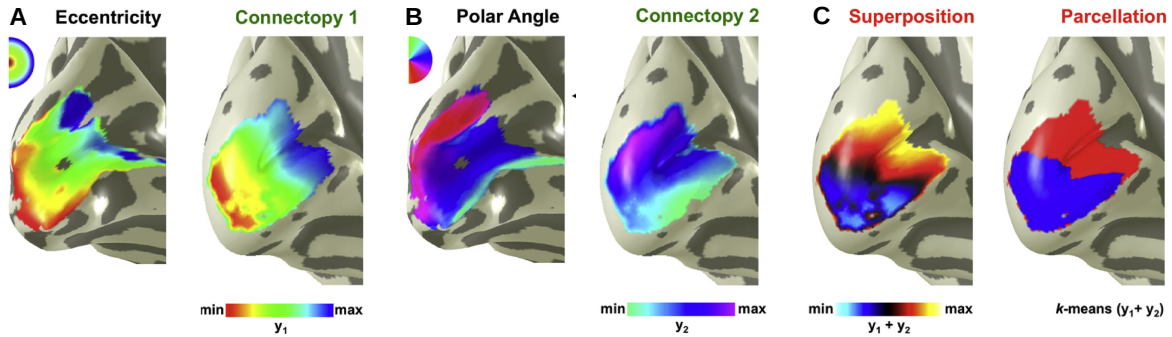 A Eccentricity Connectopy 1 B Polar Angle Connectopy 2 C Superposition Parcellation
min max min max min max k-means (y1+ y2)
y1 y2 y1 + y2